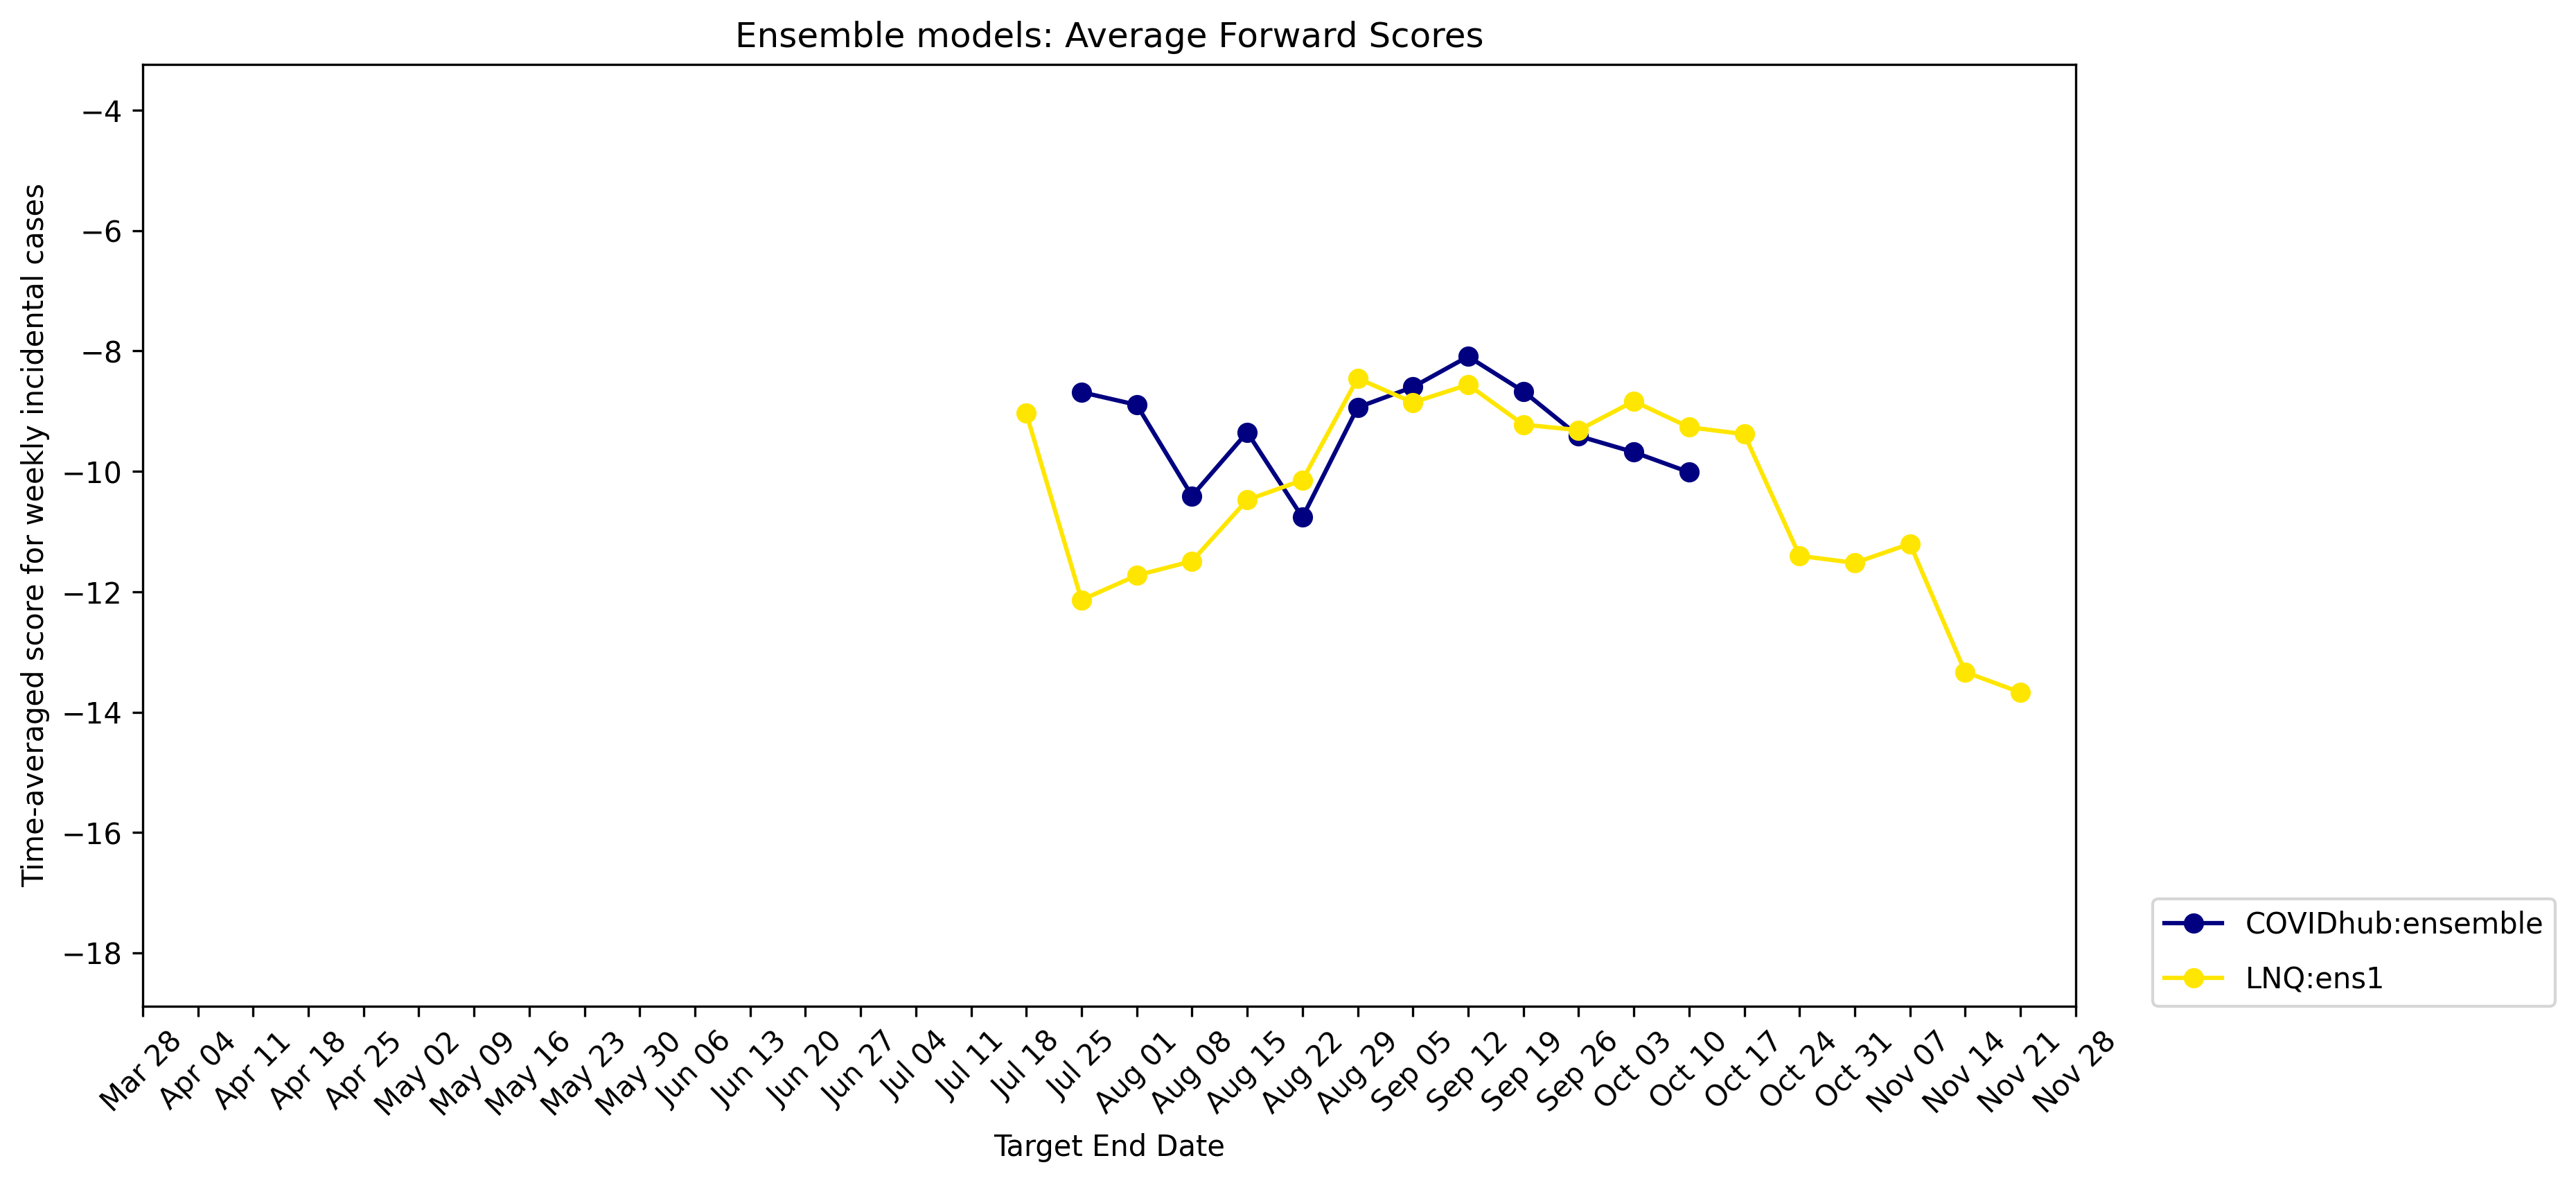 Ensemble models: Average Forward Scores
Time-averaged score for weekly incidental cases
−4
−6
−8
−10
−12
−14
−16
−18
Mar 28
Apr 04
Apr 11
Apr 18
Apr 25
May 02
May 09
May 16
May 23
May 30
Jun 06
Jun 13
Jun 20
Jun 27
Jul 04
Jul 11
Jul 18
Jul 25
Aug 01
Aug 08
Aug 15
Aug 22
Aug 29
Sep 05
Sep 12
Sep 19
Sep 26
Oct 03
Oct 10
Oct 17
Oct 24
Oct 31
Nov 07
Nov 14
Nov 21
Nov 28
Target End Date
COVIDhub:ensemble
LNQ:ens1